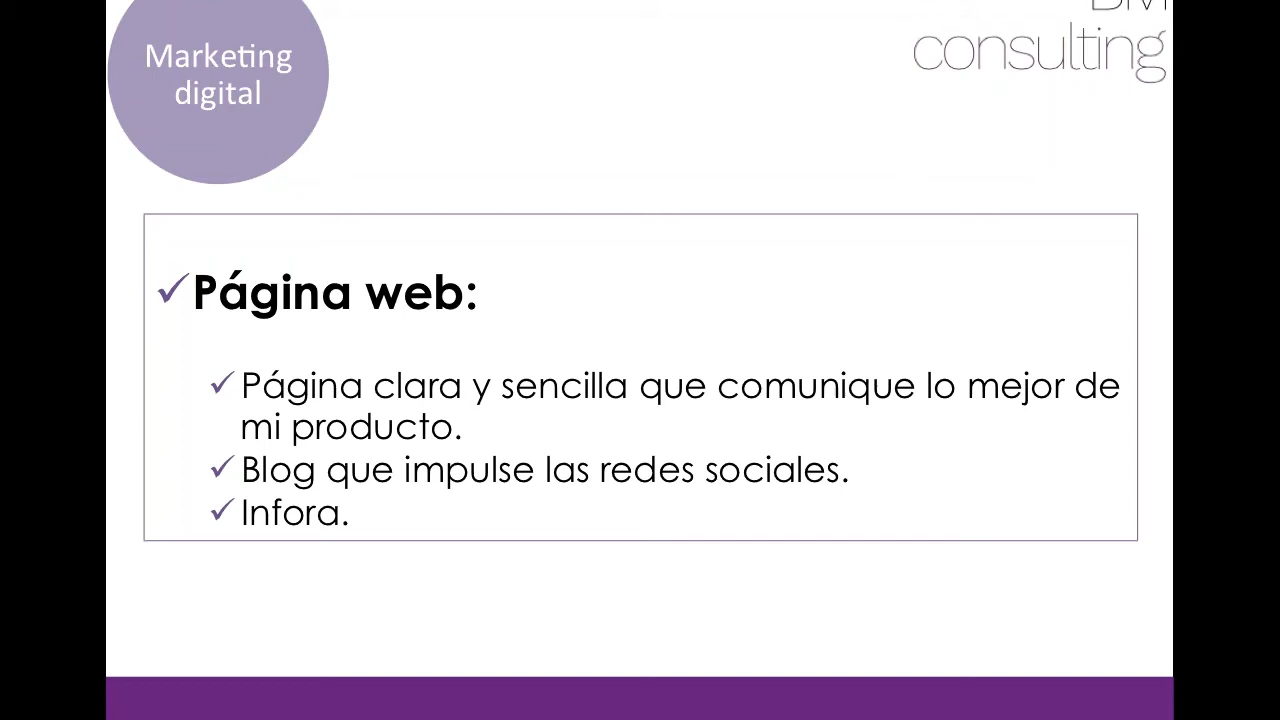 Marketing
digital
consulting
✓Página web:
✓Página clara y sencilla que comunique lo mejor de
mi producto.
✓Blog que impulse las redes sociales.
✓Infora.